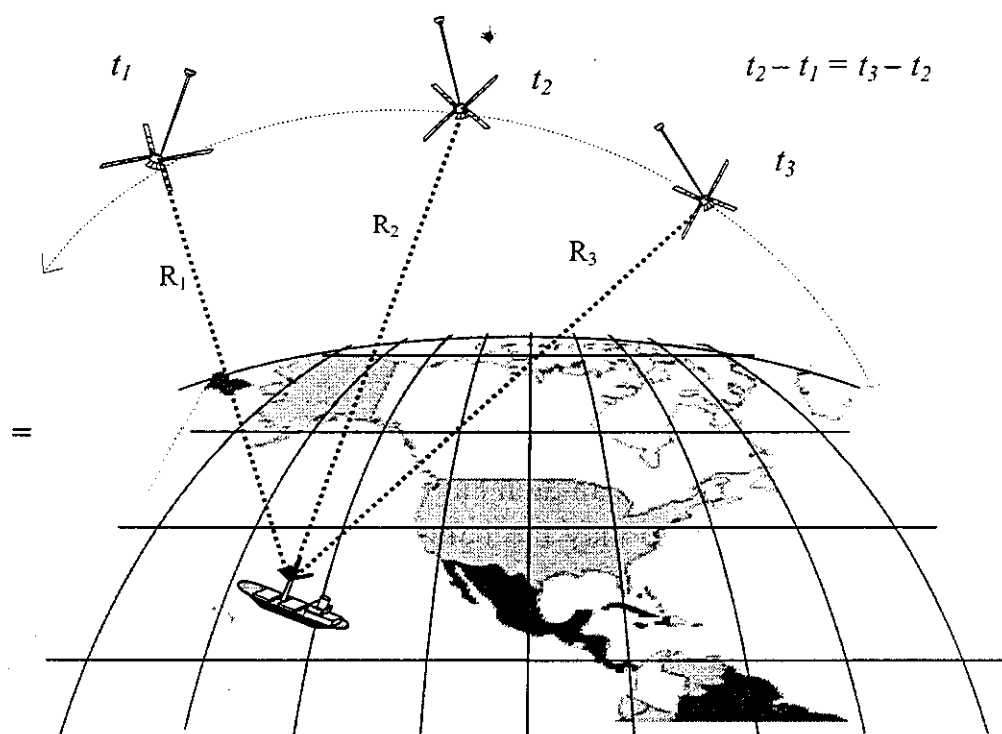 t₁
t₂
t₂ – t₁ = t₃ – t₂
t₃
R₂
R₁
R₃
=